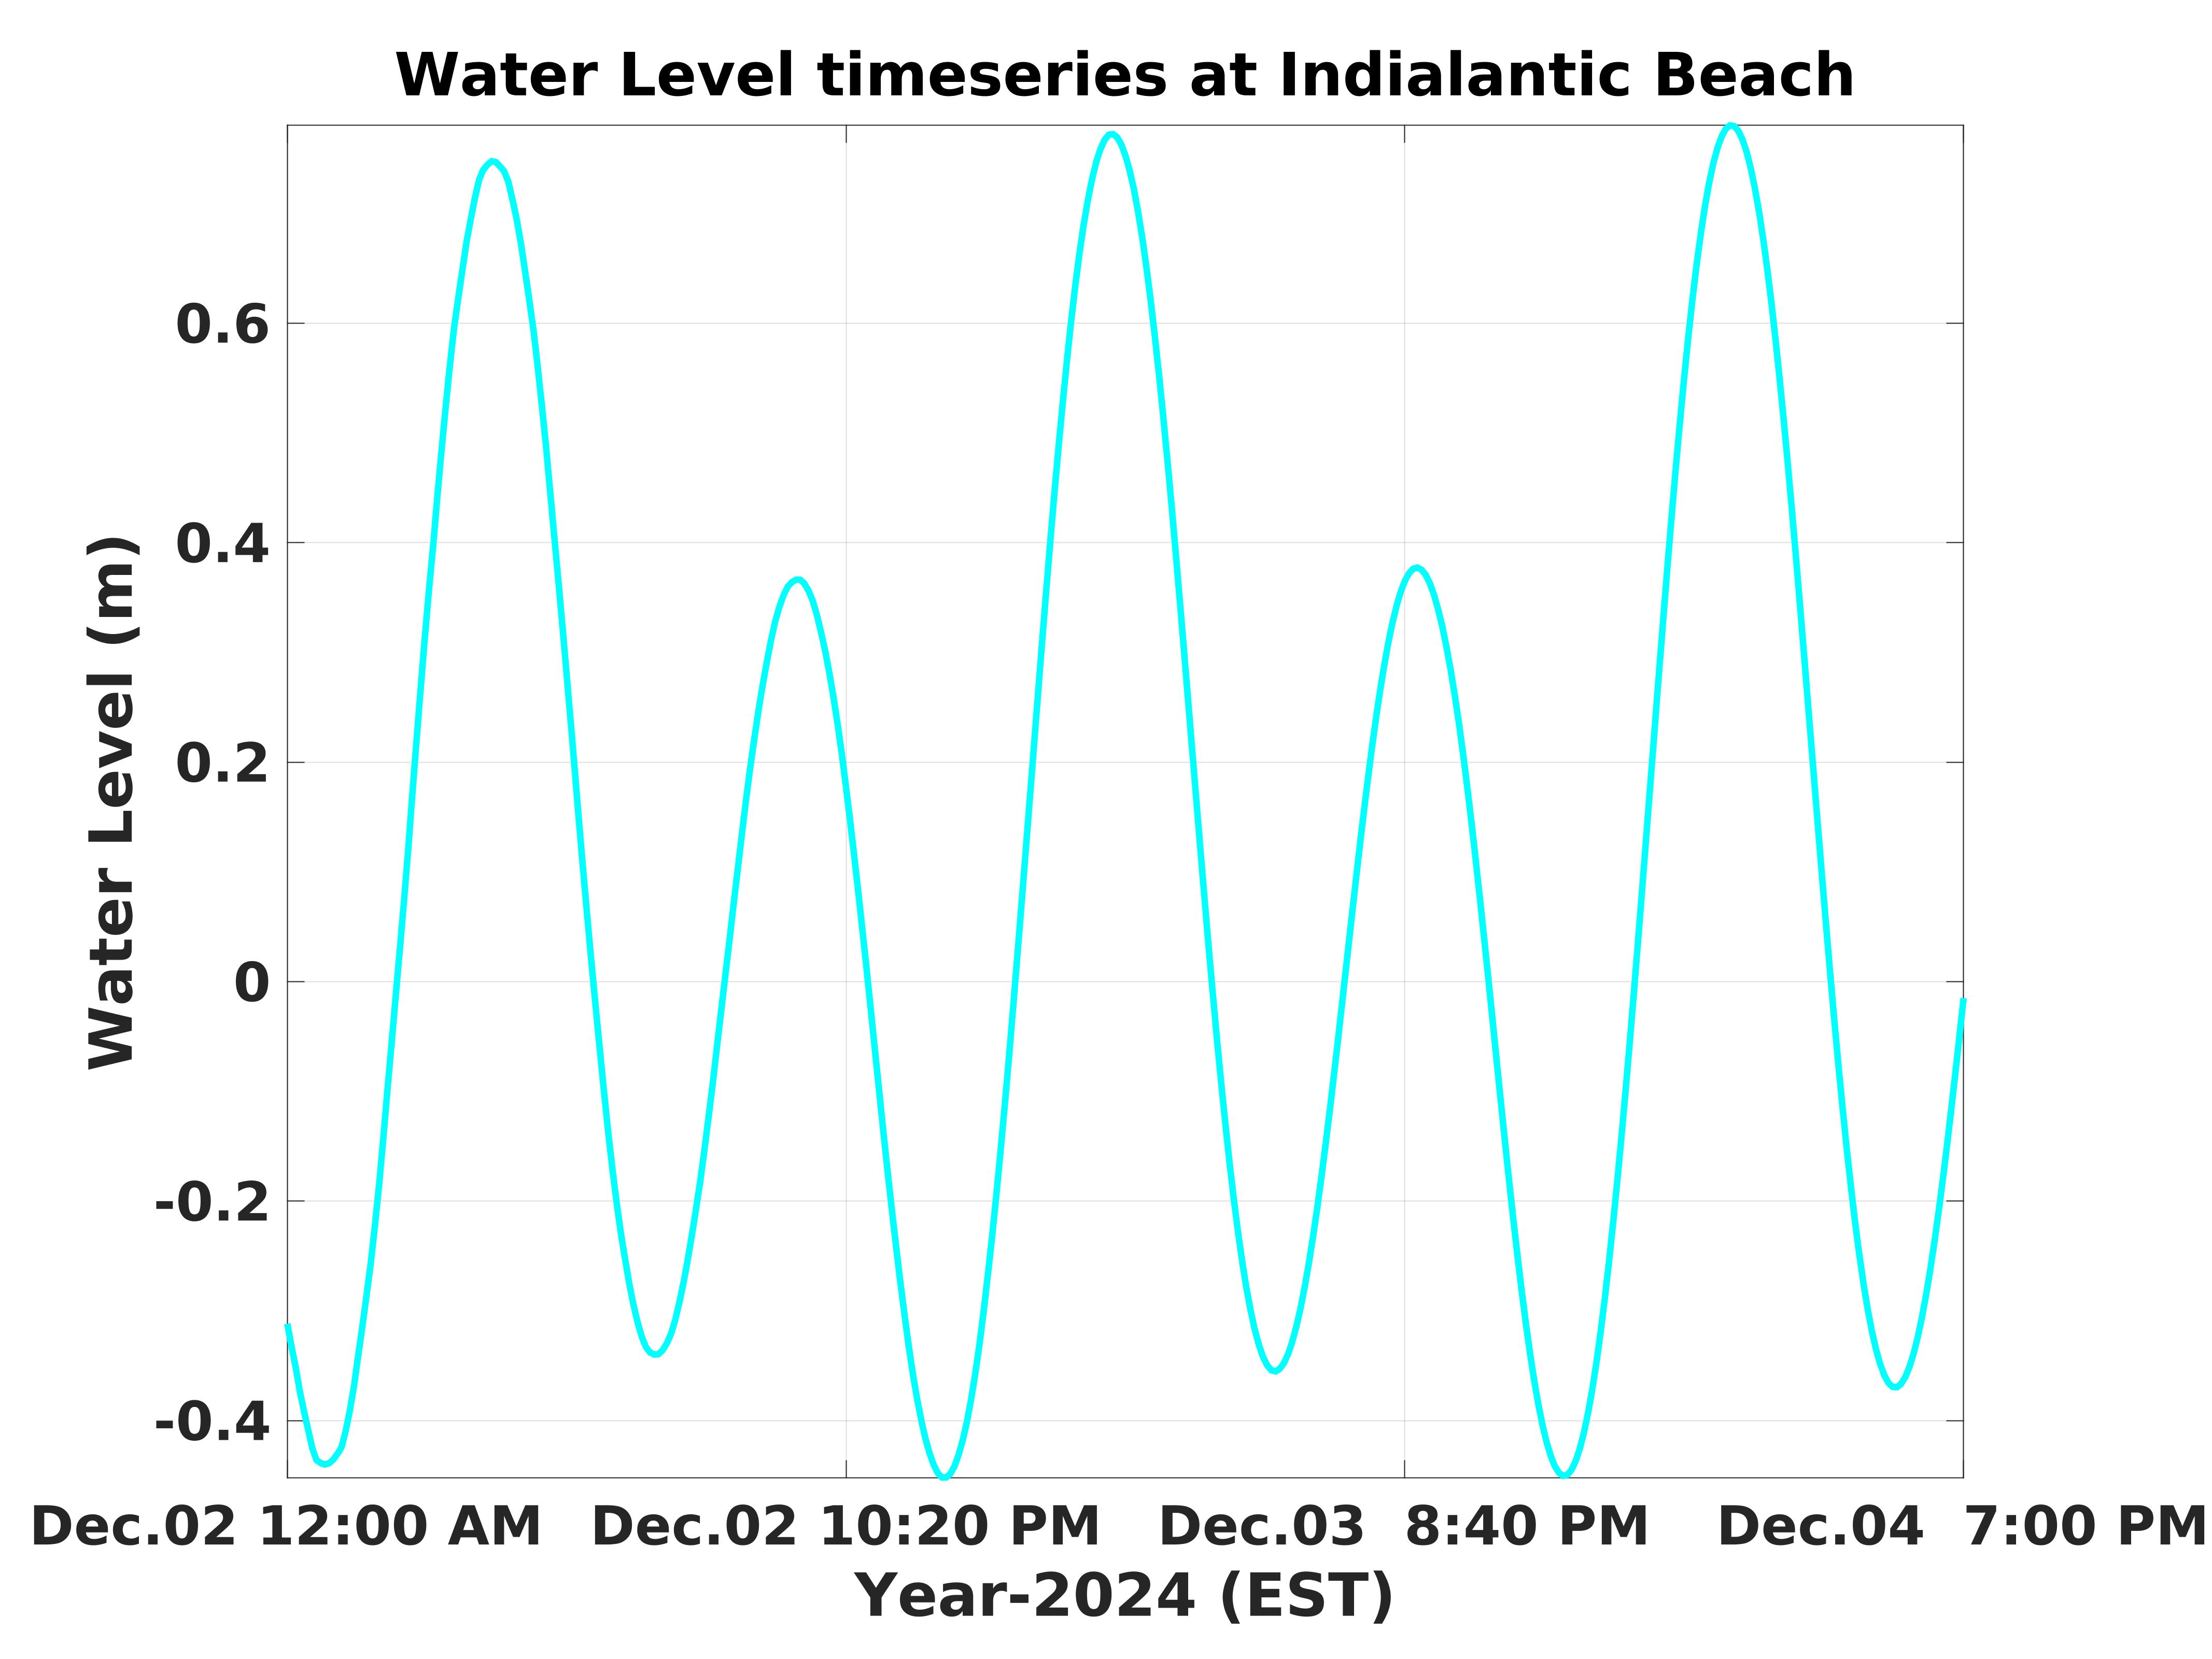 Water Level timeseries at Indialantic Beach
Water Level (m)
0.6
0.4
0.2
0
-0.2
-0.4
Dec.02 12:00 AM Dec.02 10:20 PM Dec.03 8:40 PM Dec.04 7:00 PM
Year-2024 (EST)